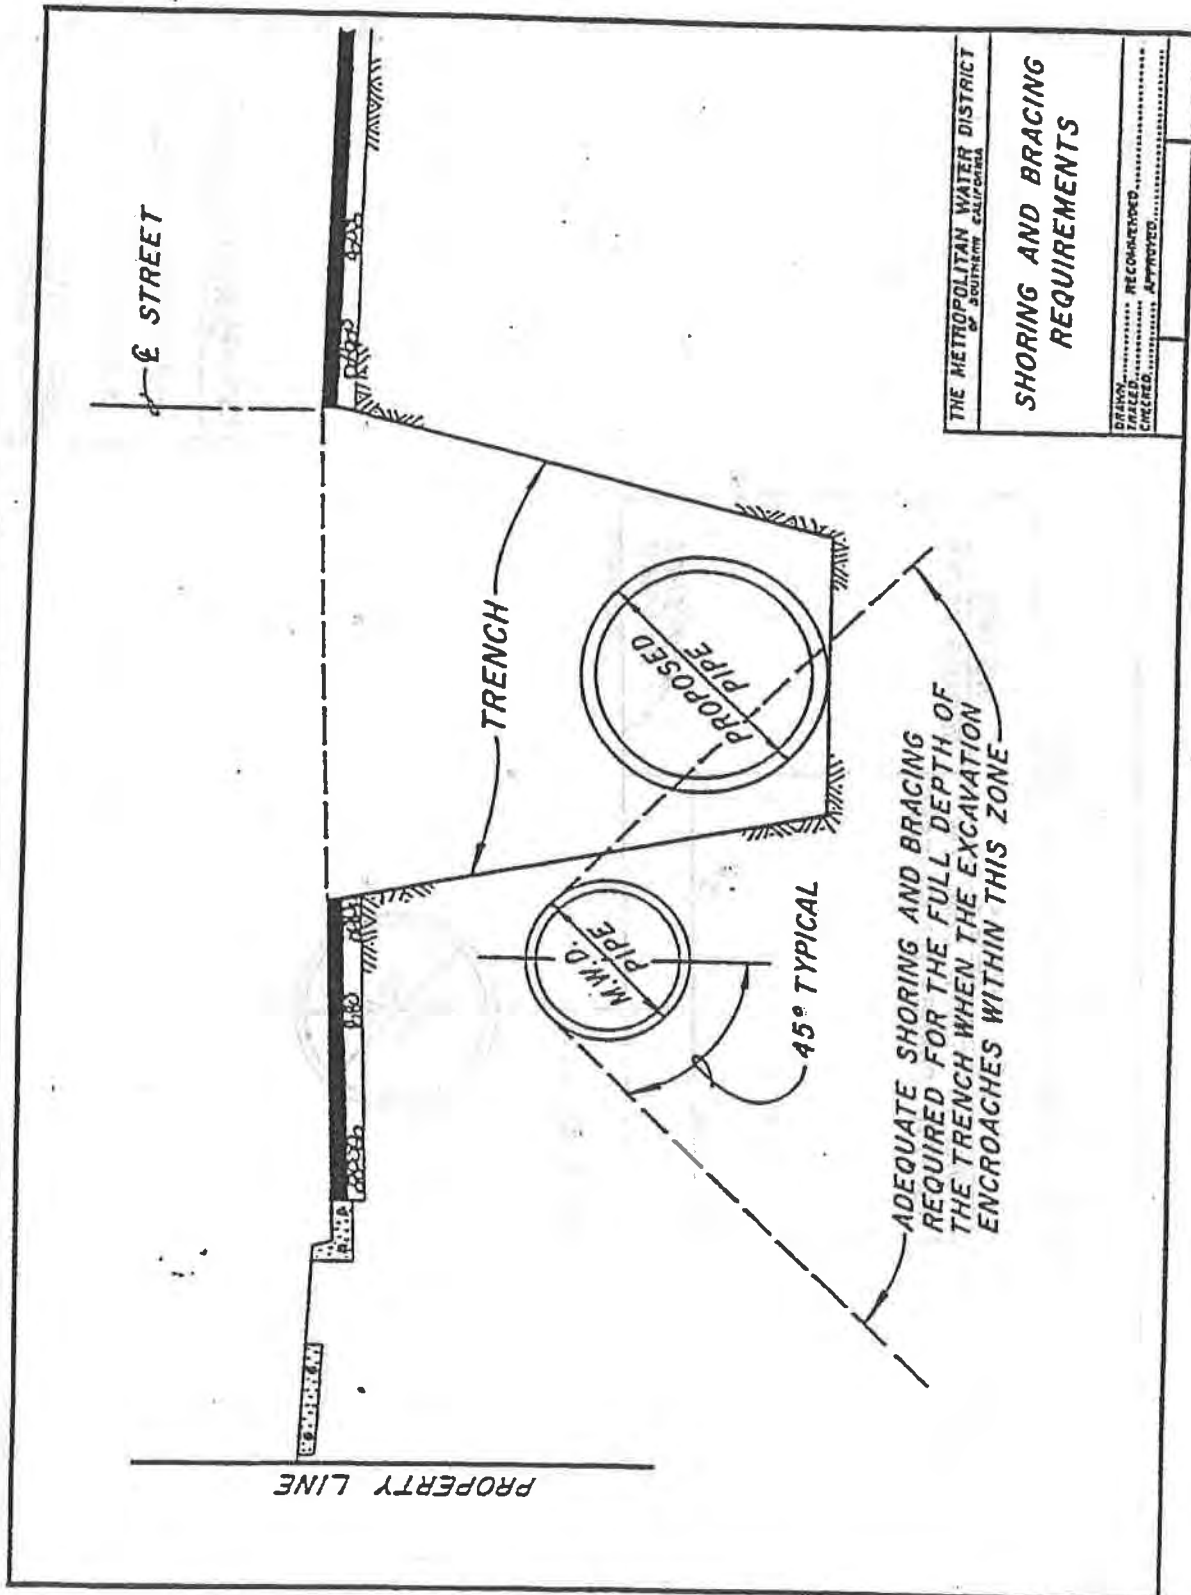 ℄ STREET
TRENCH
PROPOSED
PIPE
M.W.D.
PIPE
45° TYPICAL
ADEQUATE SHORING AND BRACING
REQUIRED FOR THE FULL DEPTH OF
THE TRENCH WHEN THE EXCAVATION
ENCROACHES WITHIN THIS ZONE
PROPERTY LINE
THE METROPOLITAN WATER DISTRICT
OF SOUTHERN CALIFORNIA
SHORING AND BRACING
REQUIREMENTS
DRAWN
TRACED RECOMMENDED
CHECKED APPROVED